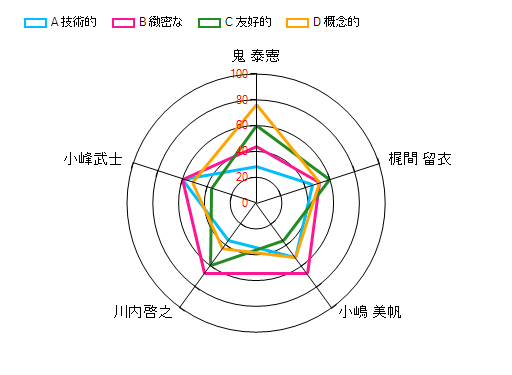 A 技術的
B 緻密な
C 友好的
D 概念的
鬼 泰憲
100
80
60
40
20
0
小峰武士
梶間 留衣
川内啓之
小嶋 美帆